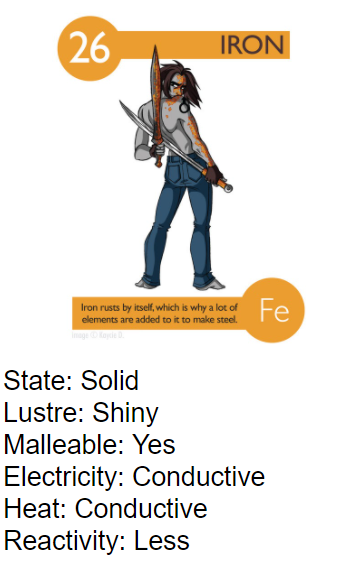 26
IRON
Iron rusts by itself, which is why a lot of
elements are added to it to make steel.
Fe
State: Solid
Lustre: Shiny
Malleable: Yes
Electricity: Conductive
Heat: Conductive
Reactivity: Less